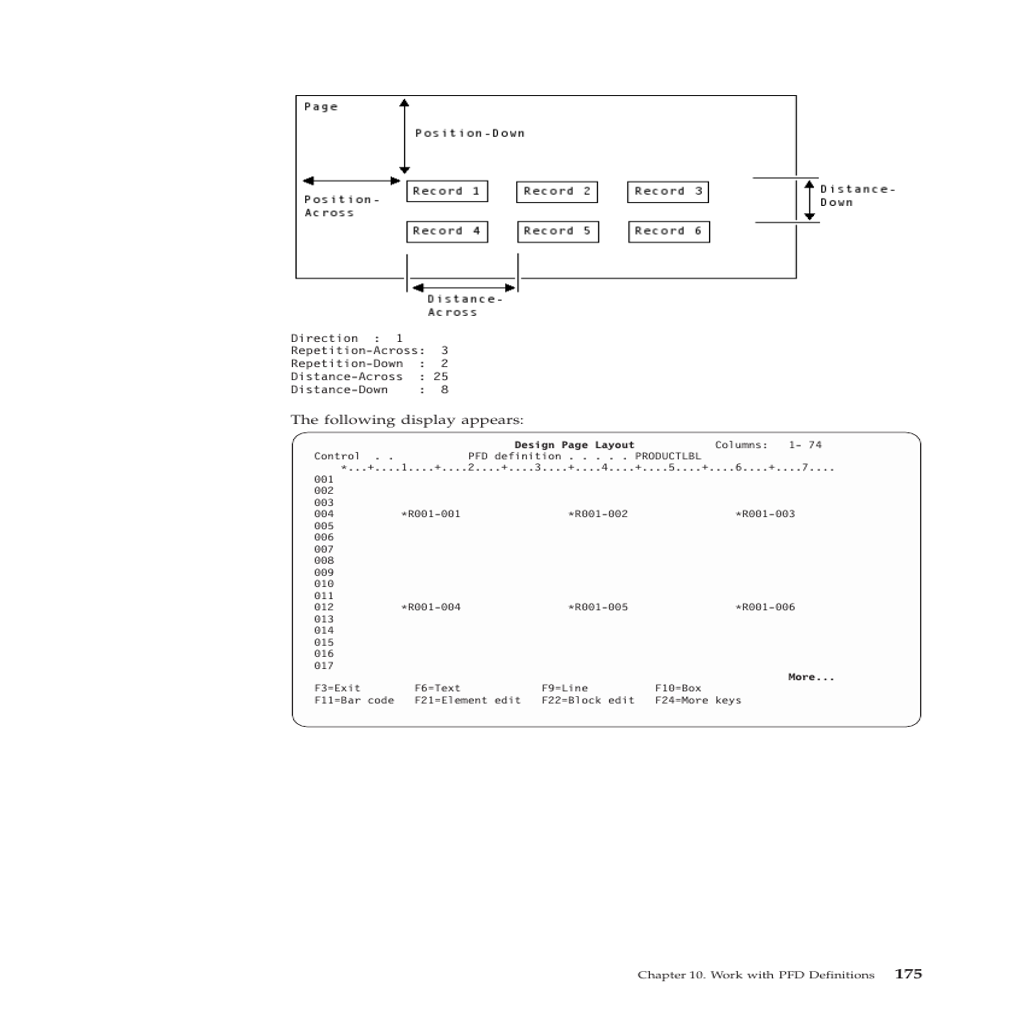 Page
Position-Down
Position-
Across
Record 1 Record 2 Record 3
Distance-
Down
Record 4 Record 5 Record 6
Distance-
Across
Direction  :  1
Repetition-Across:  3
Repetition-Down  :  2
Distance-Across  : 25
Distance-Down    :  8
The following display appears:
Design Page Layout Columns: 1- 74
Control . . PFD definition . . . . . PRODUCTLBL
*...+....1....+....2....+....3....+....4....+....5....+....6....+....7....
001
002
003
004 *R001-001 *R001-002 *R001-003
005
006
007
008
009
010
011
012 *R001-004 *R001-005 *R001-006
013
014
015
016
017
More...
F3=Exit F6=Text F9=Line F10=Box
F11=Bar code F21=Element edit F22=Block edit F24=More keys
Chapter 10. Work with PFD Definitions 175